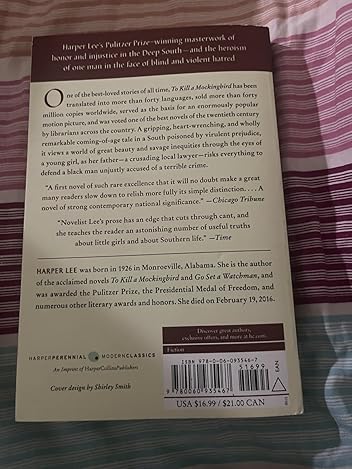 Harper Lee's Pulitzer Prize–winning masterwork of
honor and injustice in the Deep South—and the heroism
of one man in the face of blind and violent hatred
One of the best-loved stories of all time, To Kill a Mockingbird has been
translated into more than forty languages, sold more than forty
million copies worldwide, served as the basis for an enormously popular
motion picture, and was voted one of the best novels of the twentieth century
by librarians across the country. A gripping, heart-wrenching, and wholly
remarkable coming-of-age tale in a South poisoned by virulent prejudice,
it views a world of great beauty and savage inequities through the eyes of
a young girl, as her father—a crusading local lawyer—risks everything to
defend a black man unjustly accused of a terrible crime.
"A first novel of such rare excellence that it will no doubt make a great
many readers slow down to relish more fully its simple distinction. . . . A
novel of strong contemporary national significance." —Chicago Tribune
"Novelist Lee's prose has an edge that cuts through cant, and
she teaches the reader an astonishing number of useful truths
about little girls and about Southern life." —Time
HARPER LEE was born in 1926 in Monroeville, Alabama. She is the author
of the acclaimed novels To Kill a Mockingbird and Go Set a Watchman, and
was awarded the Pulitzer Prize, the Presidential Medal of Freedom, and
numerous other literary awards and honors. She died on February 19, 2016.
HARPERPERENNIAL MODERNCLASSICS
An Imprint of HarperCollinsPublishers
Cover design by Shirley Smith
Discover great authors,
exclusive offers, and more at hc.com.
Fiction
ISBN 978-0-06-093546-7
51699
9 780060 935467
EAN
USA $16.99 / $21.00 CAN